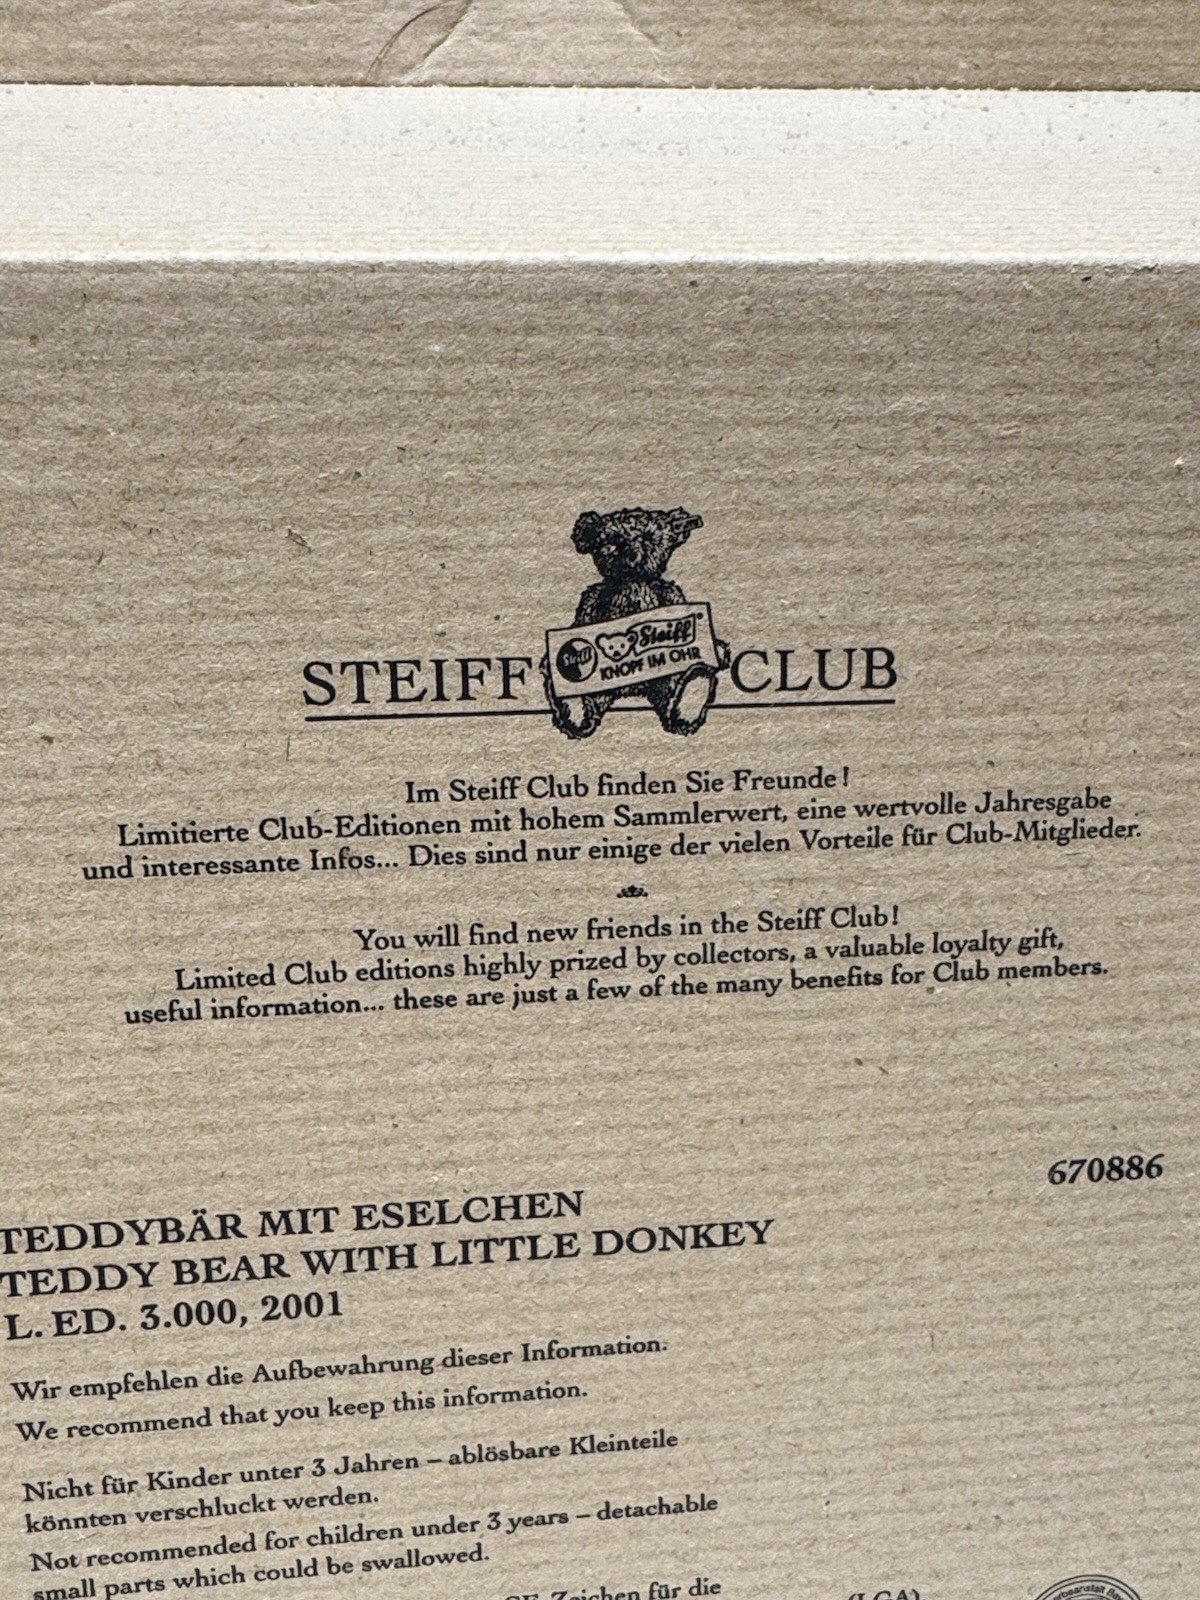 STEIFF CLUB
Steiff Steiff®
KNOPF IM OHR
Im Steiff Club finden Sie Freunde!
Limitierte Club-Editionen mit hohem Sammlerwert, eine wertvolle Jahresgabe
und interessante Infos... Dies sind nur einige der vielen Vorteile für Club-Mitglieder.
You will find new friends in the Steiff Club!
Limited Club editions highly prized by collectors, a valuable loyalty gift,
useful information... these are just a few of the many benefits for Club members.
670886
TEDDYBÄR MIT ESELCHEN
TEDDY BEAR WITH LITTLE DONKEY
L. ED. 3.000, 2001
Wir empfehlen die Aufbewahrung dieser Information.
We recommend that you keep this information.
Nicht für Kinder unter 3 Jahren – ablösbare Kleinteile
könnten verschluckt werden.
Not recommended for children under 3 years – detachable
small parts which could be swallowed.
Zeichen für die (LGA)